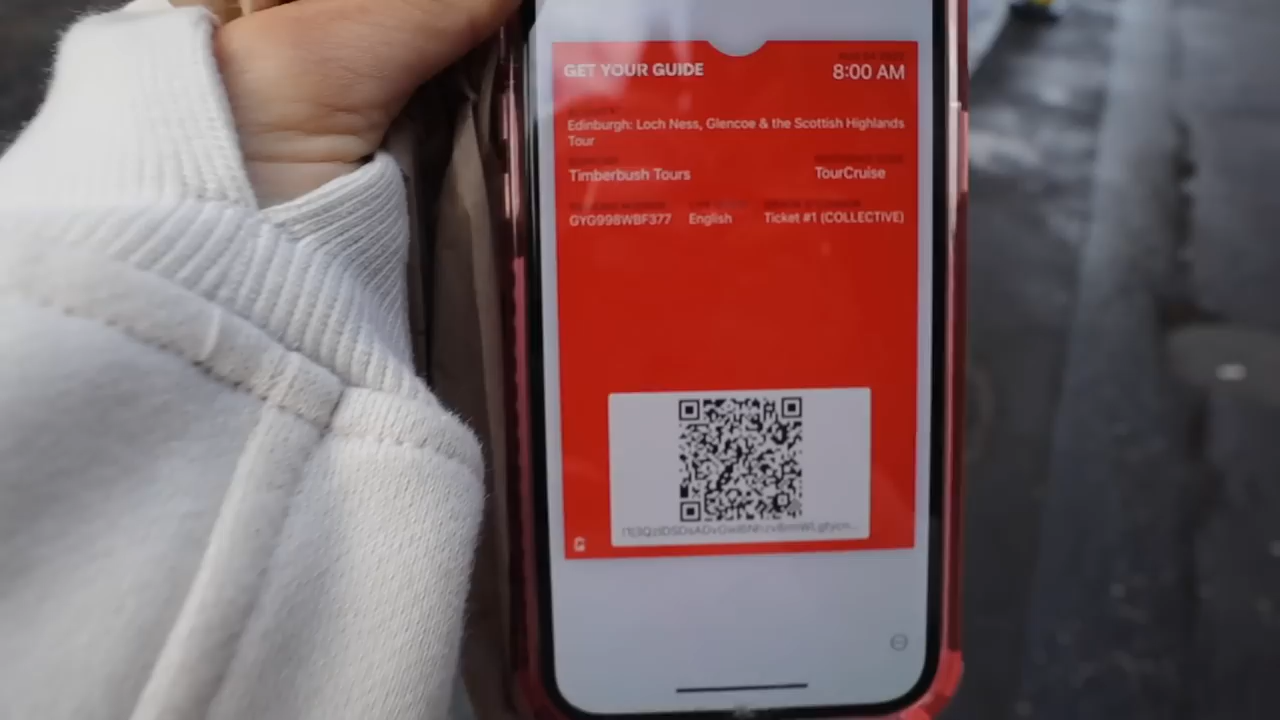 GET YOUR GUIDE
8:00 AM
Edinburgh: Loch Ness, Glencoe & the Scottish Highlands
Tour
Timberbush Tours
TourCruise
GYG998WBF377
English
Ticket #1 (COLLECTIVE)